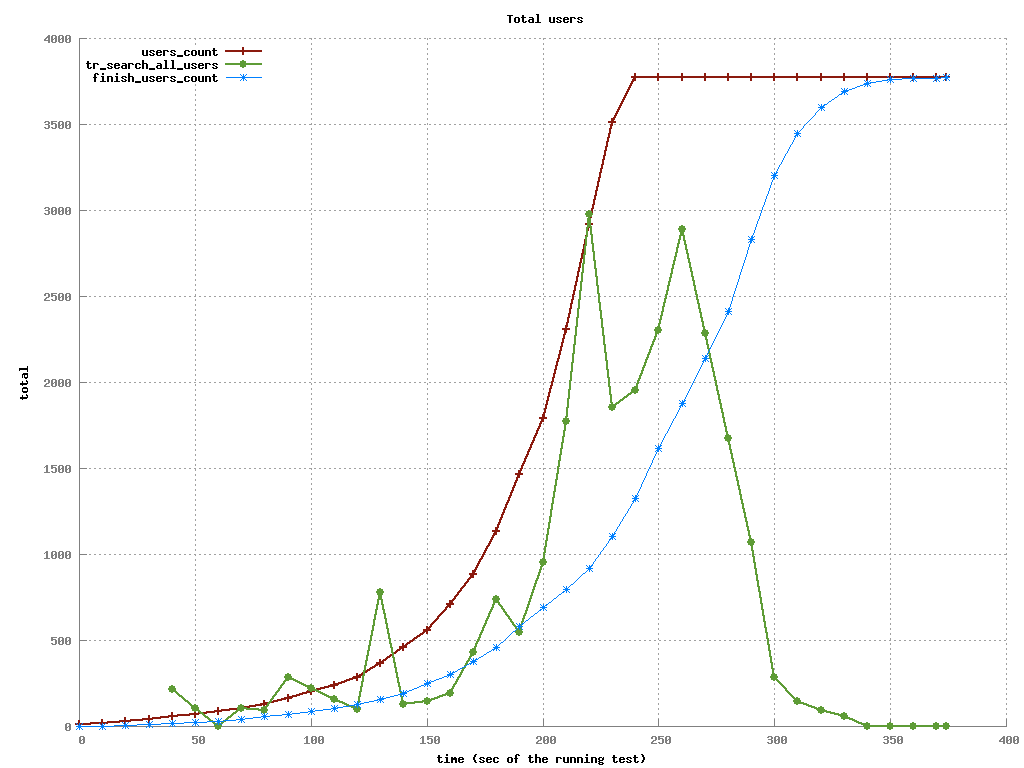 Total users
users_count
tr_search_all_users
finish_users_count
4000
3500
3000
2500
2000
1500
1000
500
0
total
0 50 100 150 200 250 300 350 400
time (sec of the running test)